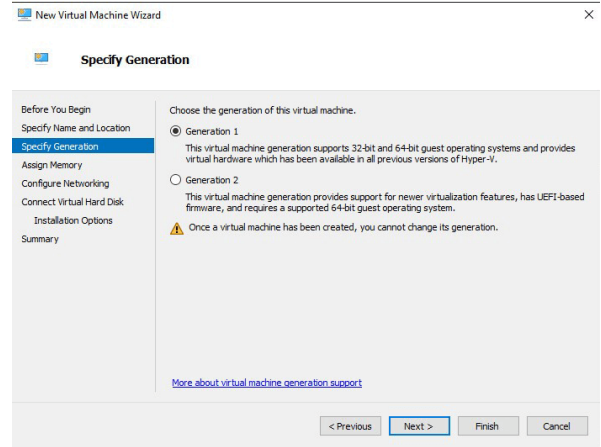 New Virtual Machine Wizard
Specify Generation
Before You Begin
Specify Name and Location
Specify Generation
Assign Memory
Configure Networking
Connect Virtual Hard Disk
Installation Options
Summary
Choose the generation of this virtual machine.
Generation 1
This virtual machine generation supports 32-bit and 64-bit guest operating systems and provides
virtual hardware which has been available in all previous versions of Hyper-V.
Generation 2
This virtual machine generation provides support for newer virtualization features, has UEFI-based
firmware, and requires a supported 64-bit guest operating system.
Once a virtual machine has been created, you cannot change its generation.
More about virtual machine generation support
< Previous
Next >
Finish
Cancel